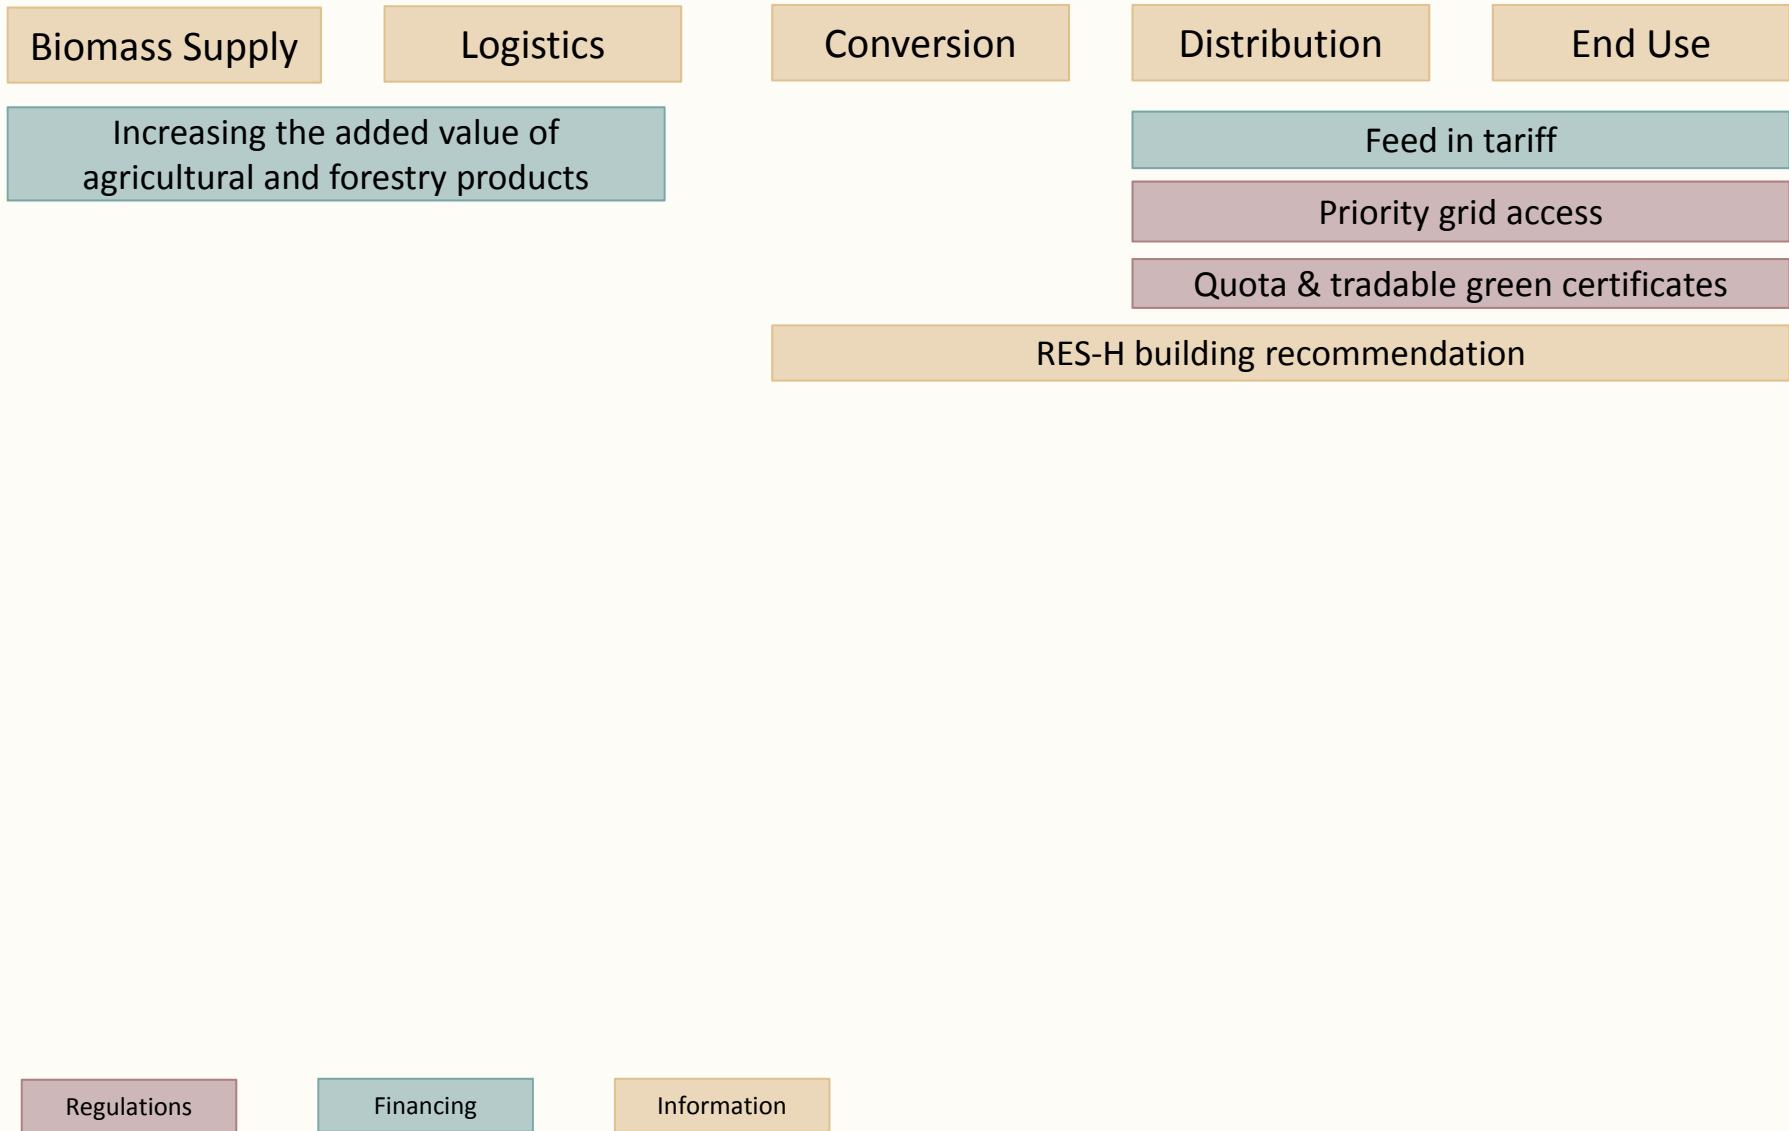 Biomass Supply
Logistics
Conversion
Distribution
End Use
Increasing the added value of
agricultural and forestry products
Feed in tariff
Priority grid access
Quota & tradable green certificates
RES-H building recommendation
Regulations
Financing
Information